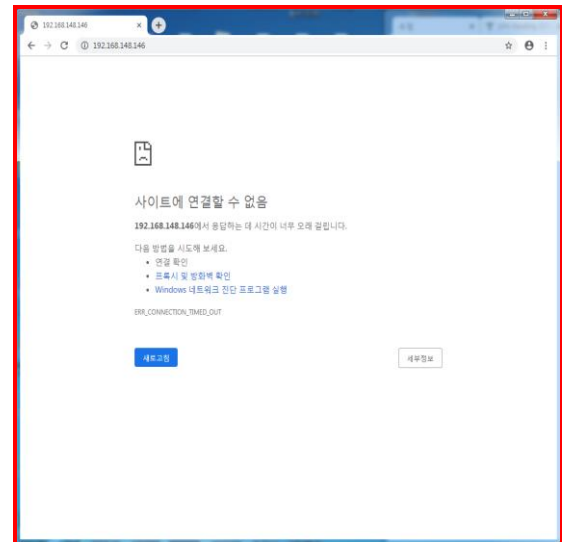 192.168.148.146
192.168.148.146
사이트에 연결할 수 없음
192.168.148.146에서 응답하는 데 시간이 너무 오래 걸립니다.
다음 방법을 시도해 보세요.
• 연결 확인
• 프록시 및 방화벽 확인
• Windows 네트워크 진단 프로그램 실행
ERR_CONNECTION_TIMED_OUT
새로고침
세부정보